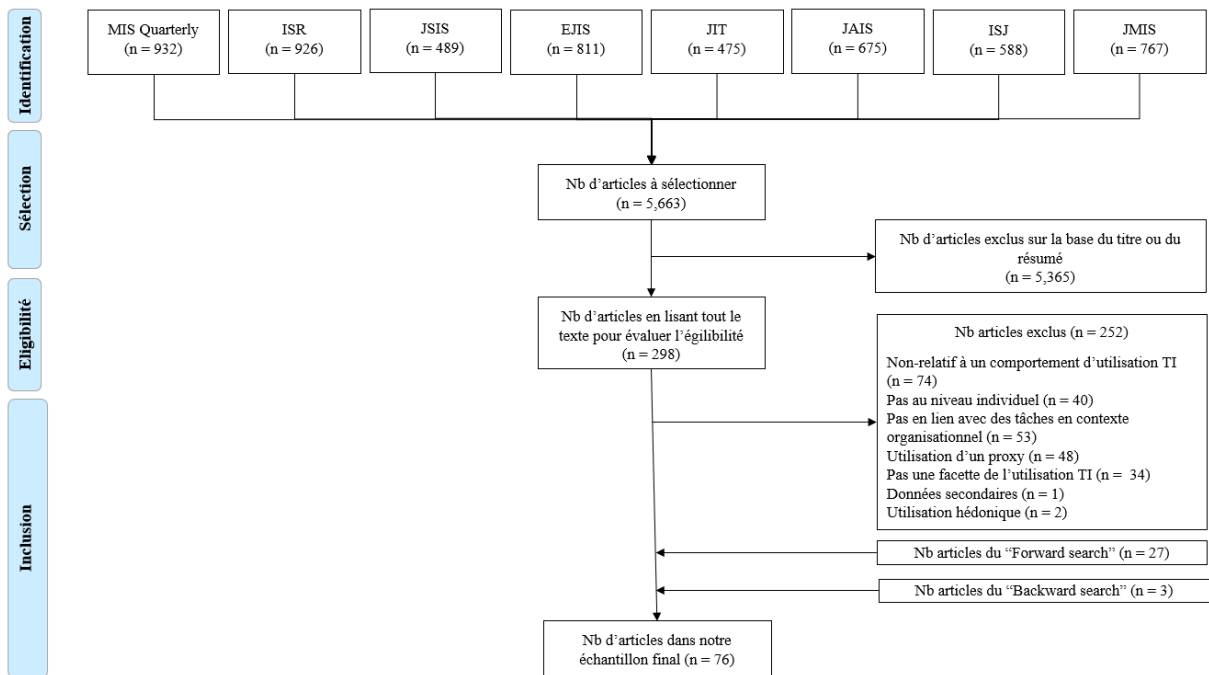 Identification
MIS Quarterly
(n = 932)
ISR
(n = 926)
JSIS
(n = 489)
EJIS
(n = 811)
JIT
(n = 475)
JAIS
(n = 675)
ISJ
(n = 588)
JMIS
(n = 767)
Sélection
Nb d’articles à sélectionner
(n = 5,663)
Nb d’articles exclus sur la base du titre ou du
résumé
(n = 5,365)
Eligibilité
Nb d’articles en lisant tout le
texte pour évaluer l’égilibilité
(n = 298)
Nb articles exclus (n = 252)
Non-relatif à un comportement d’utilisation TI
(n = 74)
Pas au niveau individuel (n = 40)
Pas en lien avec des tâches en contexte
organisationnel (n = 53)
Utilisation d’un proxy (n = 48)
Pas une facette de l’utilisation TI (n = 34)
Données secondaires (n = 1)
Utilisation hédonique (n = 2)
Inclusion
Nb articles du “Forward search” (n = 27)
Nb articles du “Backward search” (n = 3)
Nb d’articles dans notre
échantillon final (n = 76)